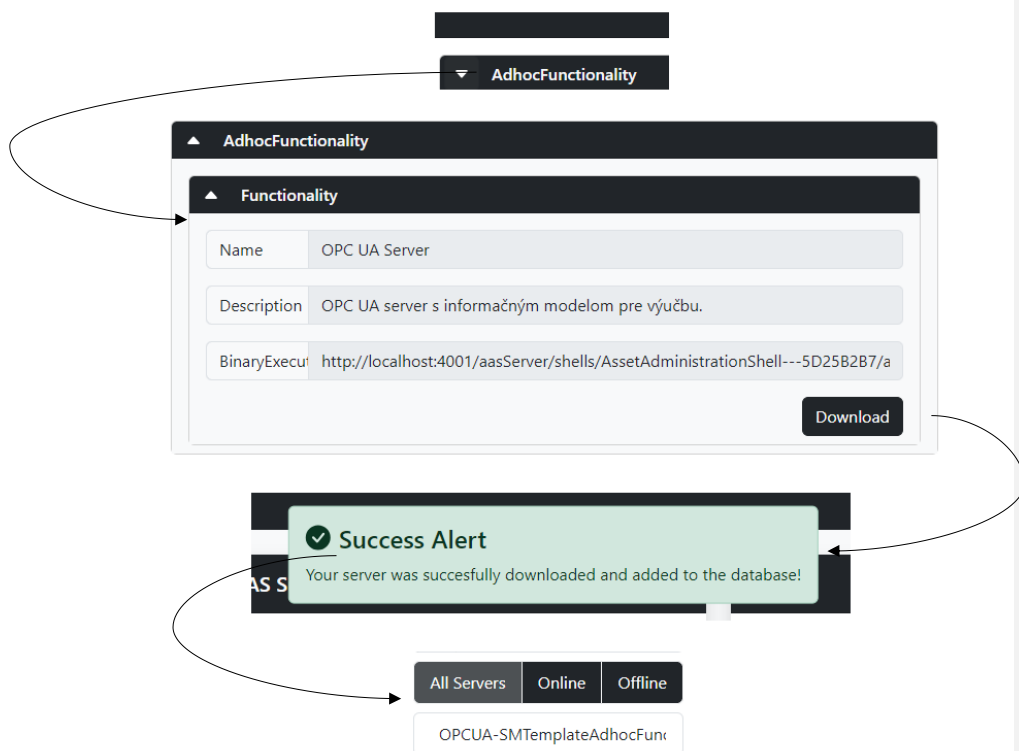 AdhocFunctionality
AdhocFunctionality
Functionality
Name OPC UA Server
Description OPC UA server s informačným modelom pre výučbu.
BinaryExecut http://localhost:4001/aasServer/shells/AssetAdministrationShell---5D25B2B7/a
Download
Success Alert
Your server was succesfully downloaded and added to the database!
AS S
All Servers Online Offline
OPCUA-SMTemplateAdhocFunc